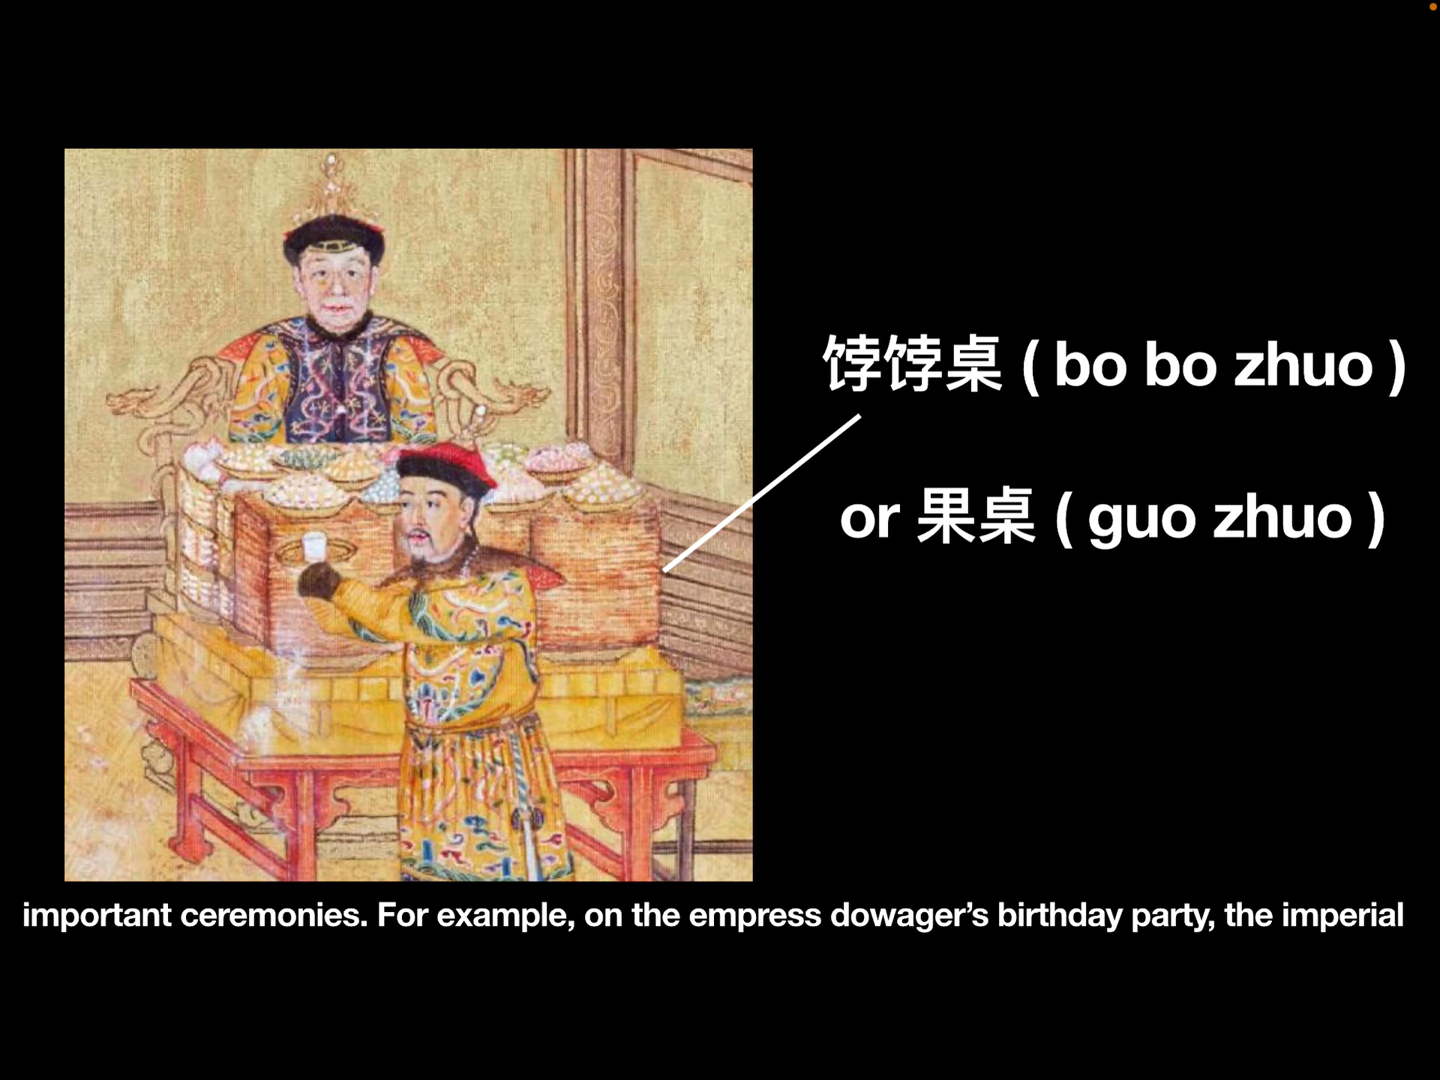 饽饽桌 ( bo bo zhuo )
or 果桌 ( guo zhuo )
important ceremonies. For example, on the empress dowager’s birthday party, the imperial